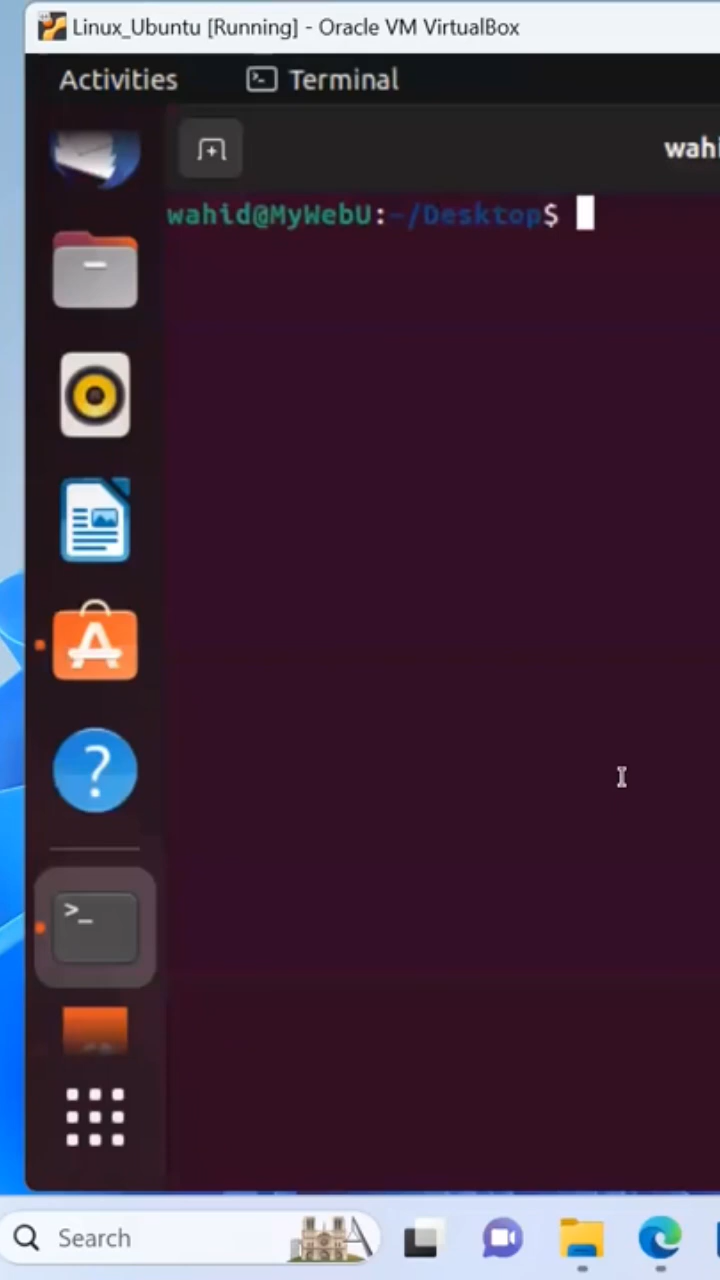 Linux_Ubuntu [Running] - Oracle VM VirtualBox
Activities
Terminal
wahi
wahid@MyWebU:~/Desktop$
Search